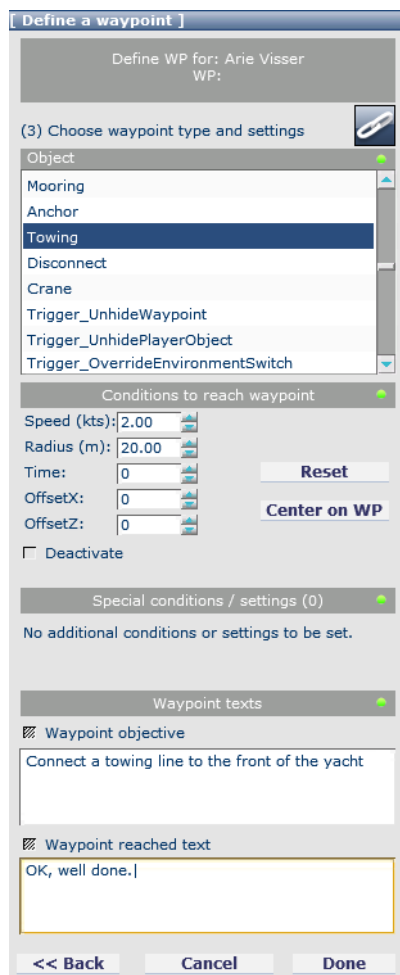 [ Define a waypoint ]
Define WP for: Arie Visser
WP:
(3) Choose waypoint type and settings
Object
Mooring
Anchor
Towing
Disconnect
Crane
Trigger_UnhideWaypoint
Trigger_UnhidePlayerObject
Trigger_OverrideEnvironmentSwitch
Conditions to reach waypoint
Speed (kts): 2.00
Radius (m): 20.00
Time: 0
Reset
OffsetX: 0
Center on WP
OffsetZ: 0
Deactivate
Special conditions / settings (0)
No additional conditions or settings to be set.
Waypoint texts
Waypoint objective
Connect a towing line to the front of the yacht
Waypoint reached text
OK, well done.
<< Back Cancel Done